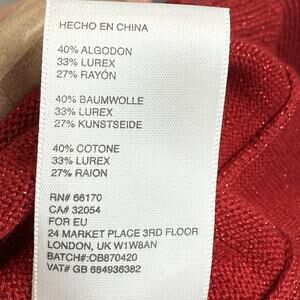 HECHO EN CHINA
40% ALGODON
33% LUREX
27% RAYÓN
40% BAUMWOLLE
33% LUREX
27% KUNSTSEIDE
40% COTONE
33% LUREX
27% RAION
RN# 66170
CA# 32054
FOR EU
24 MARKET PLACE 3RD FLOOR
LONDON, UK W1W8AN
BATCH#:OB870420
VAT# GB 684936382